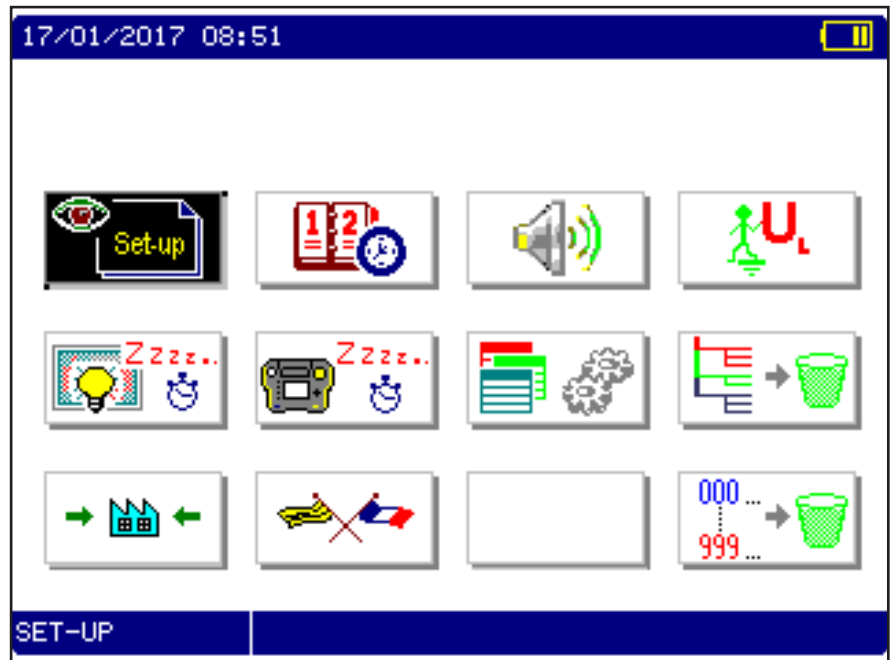 17/01/2017 08:51
Set-up
1 2
U L
Zzzz..
Zzzz..
F
000 ...
999 ...
SET-UP